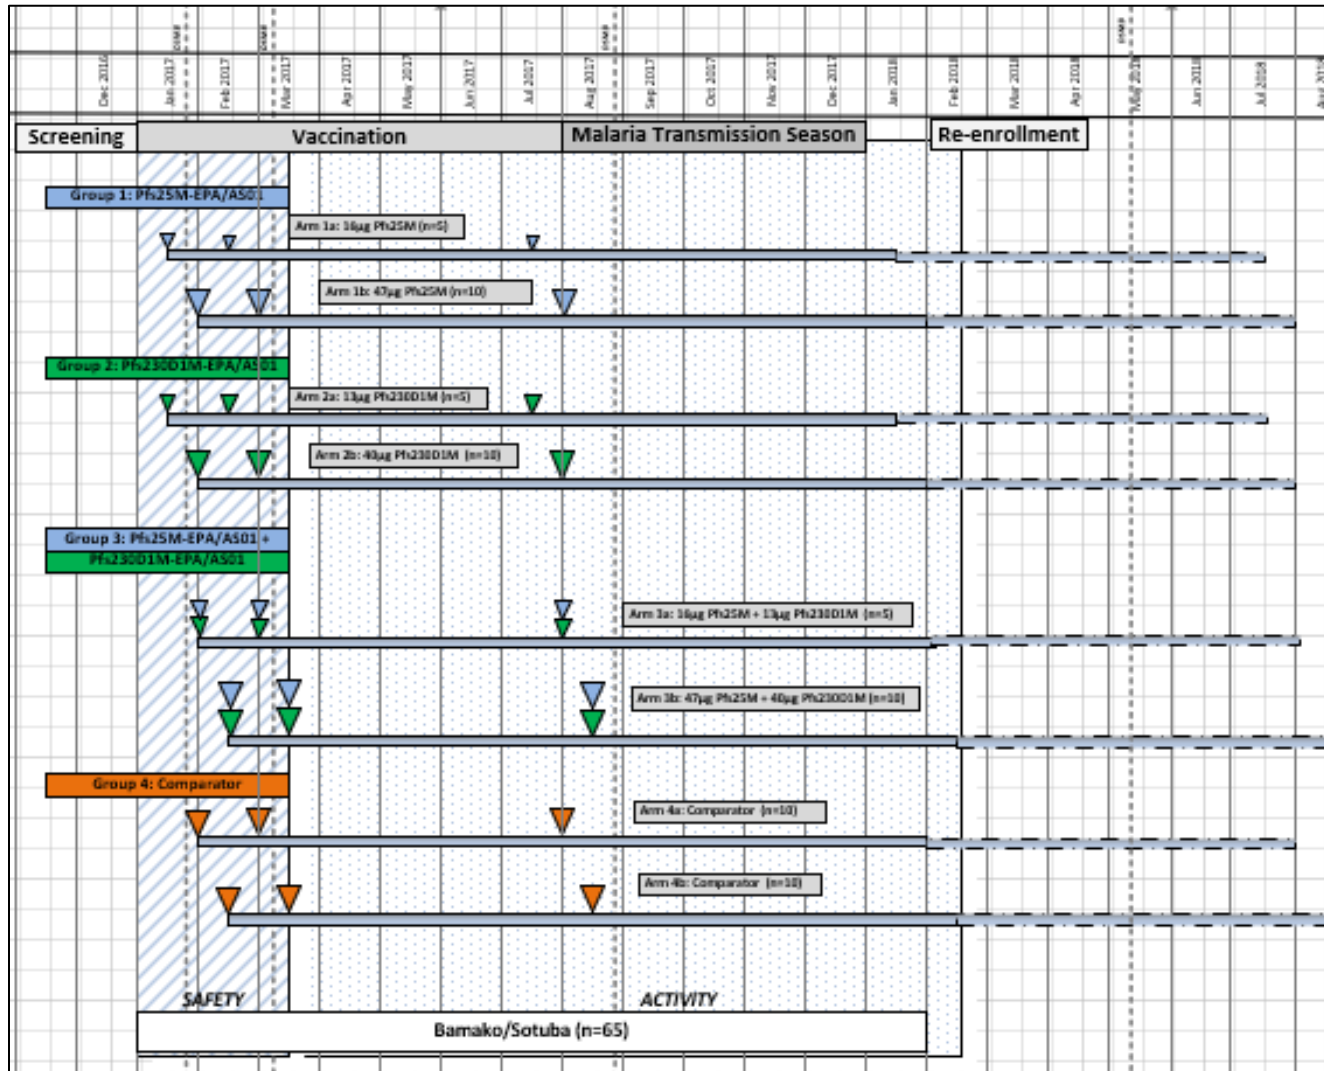 Dec 2016
Jan 2017
Feb 2017
Mar 2017
Apr 2017
May 2017
Jun 2017
Jul 2017
Aug 2017
Sep 2017
Oct 2017
Nov 2017
Dec 2017
Jan 2018
Feb 2018
Mar 2018
Apr 2018
May 2018
Jun 2018
Jul 2018
Screening
Vaccination
Malaria Transmission Season
Re-enrollment
Group 1: Pfs25M-EPA/AS01
Arm 1a: 16µg Pfs25M (n=5)
Arm 1b: 47µg Pfs25M (n=10)
Group 2: Pfs230D1M-EPA/AS01
Arm 2a: 13µg Pfs230D1M (n=5)
Arm 2b: 40µg Pfs230D1M (n=10)
Group 3: Pfs25M-EPA/AS01 +
Pfs230D1M-EPA/AS01
Arm 3a: 16µg Pfs25M + 13µg Pfs230D1M (n=5)
Arm 3b: 47µg Pfs25M + 40µg Pfs230D1M (n=10)
Group 4: Comparator
Arm 4a: Comparator (n=10)
Arm 4b: Comparator (n=10)
SAFETY
ACTIVITY
Bamako/Sotuba (n=65)